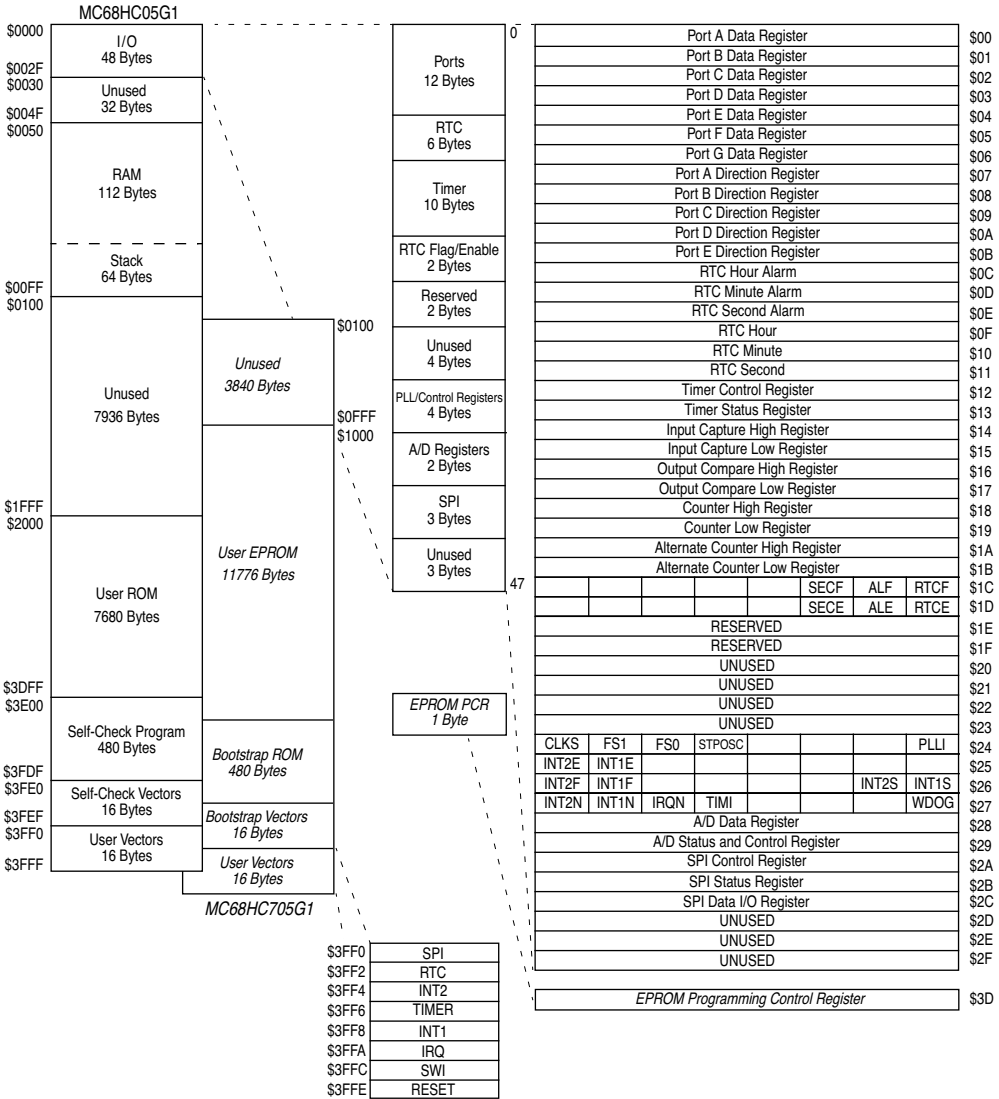 MC68HC05G1
$0000
I/O
48 Bytes
$002F
$0030
Unused
32 Bytes
$004F
$0050
RAM
112 Bytes
Stack
64 Bytes
$00FF
$0100
Unused
7936 Bytes
$1FFF
$2000
User ROM
7680 Bytes
$3DFF
$3E00
Self-Check Program
480 Bytes
$3FDF
$3FE0
Self-Check Vectors
16 Bytes
$3FEF
$3FF0
User Vectors
16 Bytes
$3FFF
$0100
Unused
3840 Bytes
$0FFF
$1000
User EPROM
11776 Bytes
Bootstrap ROM
480 Bytes
Bootstrap Vectors
16 Bytes
User Vectors
16 Bytes
MC68HC705G1
0
Ports
12 Bytes
RTC
6 Bytes
Timer
10 Bytes
RTC Flag/Enable
2 Bytes
Reserved
2 Bytes
Unused
4 Bytes
PLL/Control Registers
4 Bytes
A/D Registers
2 Bytes
SPI
3 Bytes
Unused
3 Bytes
47
EPROM PCR
1 Byte
$3FF0 SPI
$3FF2 RTC
$3FF4 INT2
$3FF6 TIMER
$3FF8 INT1
$3FFA IRQ
$3FFC SWI
$3FFE RESET
Port A Data Register $00
Port B Data Register $01
Port C Data Register $02
Port D Data Register $03
Port E Data Register $04
Port F Data Register $05
Port G Data Register $06
Port A Direction Register $07
Port B Direction Register $08
Port C Direction Register $09
Port D Direction Register $0A
Port E Direction Register $0B
RTC Hour Alarm $0C
RTC Minute Alarm $0D
RTC Second Alarm $0E
RTC Hour $0F
RTC Minute $10
RTC Second $11
Timer Control Register $12
Timer Status Register $13
Input Capture High Register $14
Input Capture Low Register $15
Output Compare High Register $16
Output Compare Low Register $17
Counter High Register $18
Counter Low Register $19
Alternate Counter High Register $1A
Alternate Counter Low Register $1B
SECF ALF RTCF $1C
SECE ALE RTCE $1D
RESERVED $1E
RESERVED $1F
UNUSED $20
UNUSED $21
UNUSED $22
UNUSED $23
CLKS FS1 FS0 STPOSC PLLI $24
INT2E INT1E $25
INT2F INT1F INT2S INT1S $26
INT2N INT1N IRQN TIMI WDOG $27
A/D Data Register $28
A/D Status and Control Register $29
SPI Control Register $2A
SPI Status Register $2B
SPI Data I/O Register $2C
UNUSED $2D
UNUSED $2E
UNUSED $2F
EPROM Programming Control Register $3D